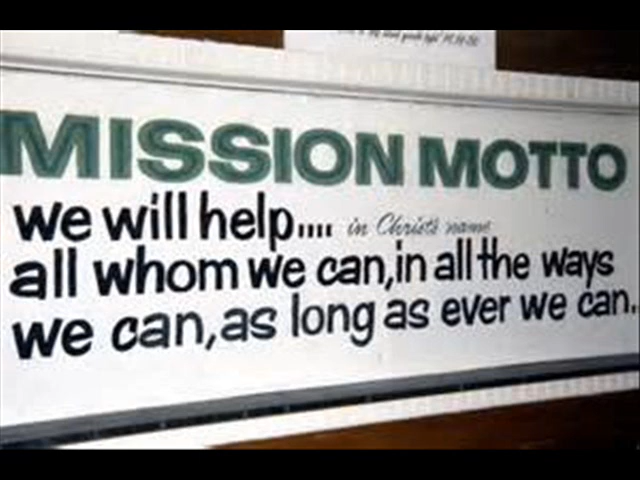 MISSION MOTTO
we will help.... in Christ's name
all whom we can, in all the ways
we can, as long as ever we can.